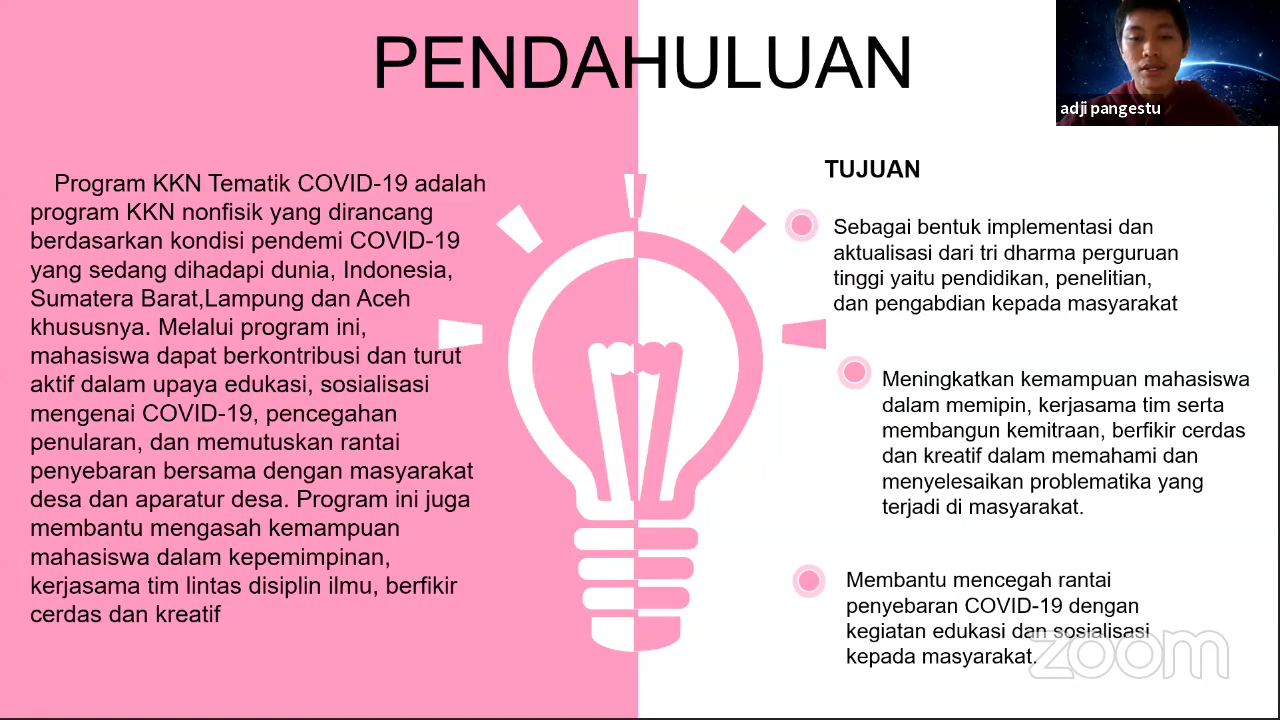 PENDAHULUAN
adji pangestu
Program KKN Tematik COVID-19 adalah
program KKN nonfisik yang dirancang
berdasarkan kondisi pendemi COVID-19
yang sedang dihadapi dunia, Indonesia,
Sumatera Barat,Lampung dan Aceh
khususnya. Melalui program ini,
mahasiswa dapat berkontribusi dan turut
aktif dalam upaya edukasi, sosialisasi
mengenai COVID-19, pencegahan
penularan, dan memutuskan rantai
penyebaran bersama dengan masyarakat
desa dan aparatur desa. Program ini juga
membantu mengasah kemampuan
mahasiswa dalam kepemimpinan,
kerjasama tim lintas disiplin ilmu, berfikir
cerdas dan kreatif
TUJUAN
Sebagai bentuk implementasi dan
aktualisasi dari tri dharma perguruan
tinggi yaitu pendidikan, penelitian,
dan pengabdian kepada masyarakat
Meningkatkan kemampuan mahasiswa
dalam memipin, kerjasama tim serta
membangun kemitraan, berfikir cerdas
dan kreatif dalam memahami dan
menyelesaikan problematika yang
terjadi di masyarakat.
Membantu mencegah rantai
penyebaran COVID-19 dengan
kegiatan edukasi dan sosialisasi
kepada masyarakat.
zoom